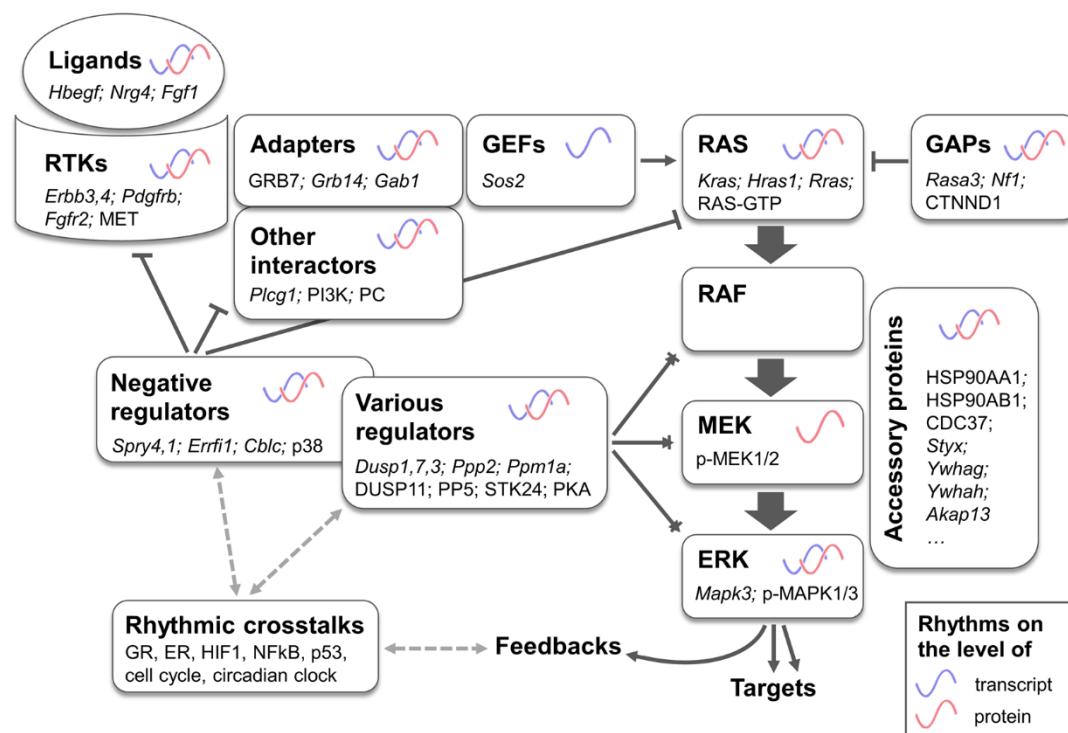 Ligands
Hbegf; Nrg4; Fgf1
RTKs
Erbb3,4; Pdgfrb;
Fgfr2; MET
Adapters
GRB7; Grb14; Gab1
GEFs
Sos2
RAS
Kras; Hras1; Rras;
RAS-GTP
GAPs
Rasa3; Nf1;
CTNND1
Other
interactors
Plcg1; PI3K; PC
RAF
Negative
regulators
Spry4,1; Errfi1; Cblc; p38
Various
regulators
Dusp1,7,3; Ppp2; Ppm1a;
DUSP11; PP5; STK24; PKA
MEK
p-MEK1/2
Accessory proteins
HSP90AA1;
HSP90AB1;
CDC37;
Styx;
Ywhag;
Ywhah;
Akap13
...
ERK
Mapk3; p-MAPK1/3
Rhythmic crosstalks
GR, ER, HIF1, NFkB, p53,
cell cycle, circadian clock
Feedbacks
Targets
Rhythms on
the level of
transcript
protein